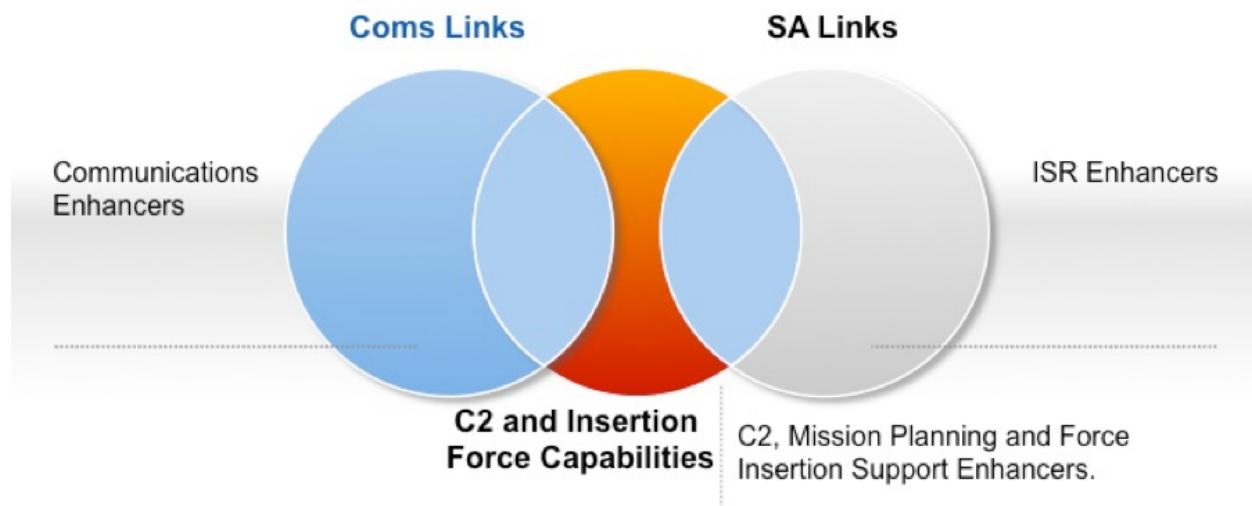 Coms Links
SA Links
Communications
Enhancers
ISR Enhancers
C2 and Insertion
Force Capabilities
C2, Mission Planning and Force
Insertion Support Enhancers.